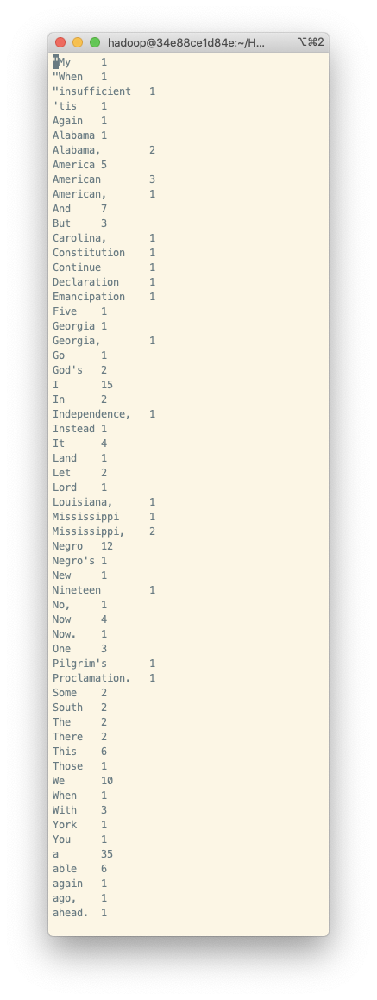 hadoop@34e88ce1d84e:~/H... ⌥⌘2
"My 1
"When 1
"insufficient 1
'tis 1
Again 1
Alabama 1
Alabama, 2
America 5
American 3
American, 1
And 7
But 3
Carolina, 1
Constitution 1
Continue 1
Declaration 1
Emancipation 1
Five 1
Georgia 1
Georgia, 1
Go 1
God's 2
I 15
In 2
Independence, 1
Instead 1
It 4
Land 1
Let 2
Lord 1
Louisiana, 1
Mississippi 1
Mississippi, 2
Negro 12
Negro's 1
New 1
Nineteen 1
No, 1
Now 4
Now. 1
One 3
Pilgrim's 1
Proclamation. 1
Some 2
South 2
The 2
There 2
This 6
Those 1
We 10
When 1
With 3
York 1
You 1
a 35
able 6
again 1
ago, 1
ahead. 1